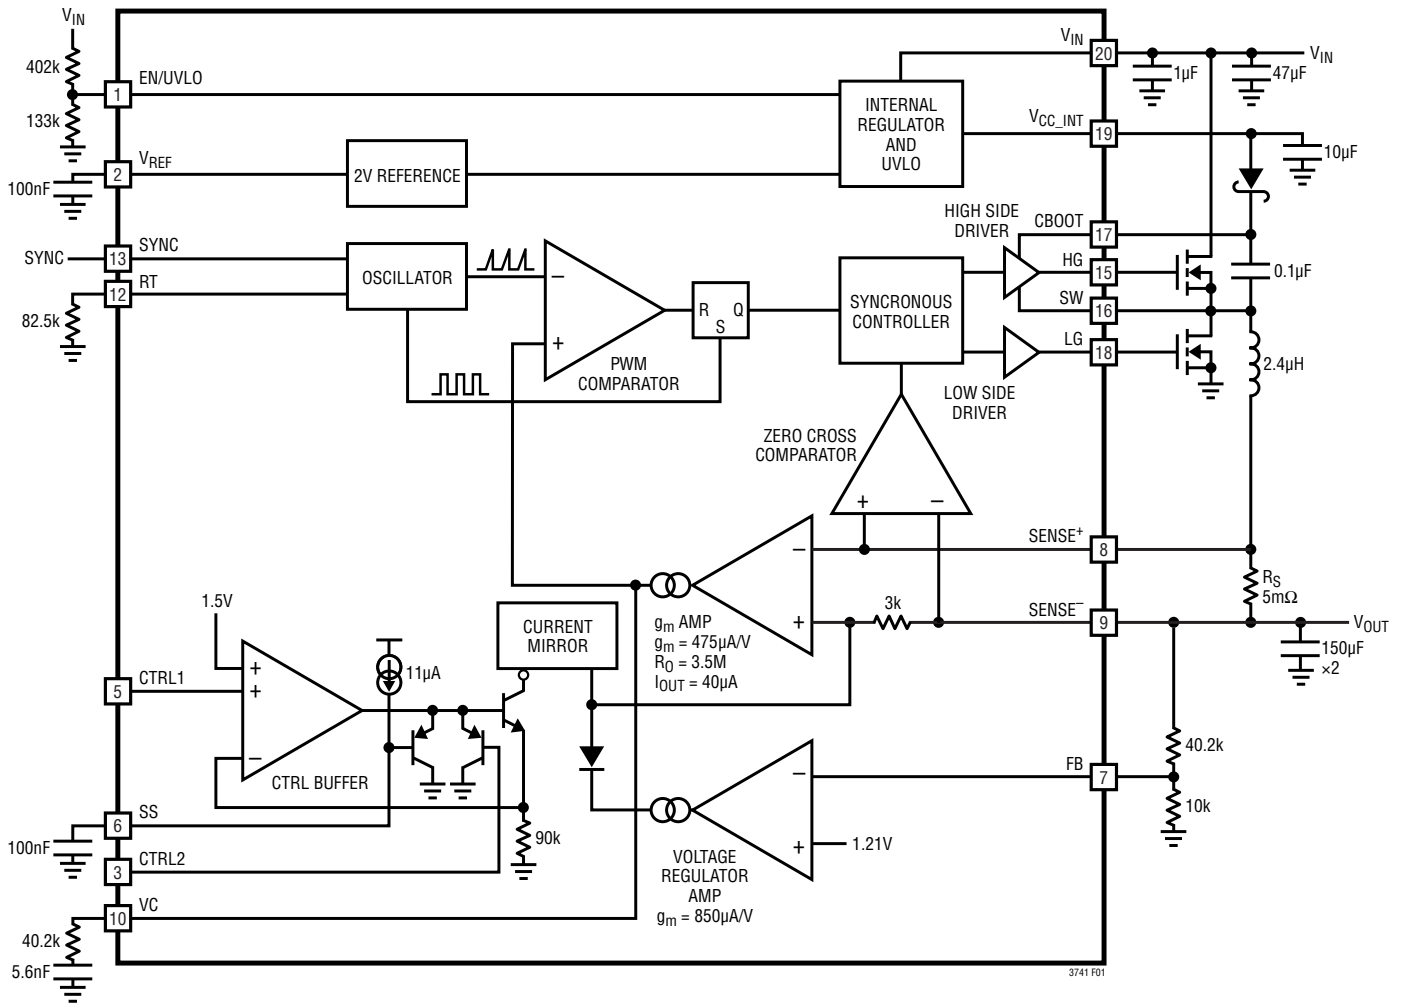 VIN
402k
133k
1
EN/UVLO
2
VREF
100nF
2V REFERENCE
INTERNAL
REGULATOR
AND
UVLO
VIN
20
VIN
1µF
47µF
VCC_INT
19
10µF
SYNC
13
SYNC
12
RT
82.5k
OSCILLATOR
–
+
PWM
COMPARATOR
R
Q
S
SYNCRONOUS
CONTROLLER
HIGH SIDE
DRIVER
LOW SIDE
DRIVER
CBOOT
17
HG
15
SW
16
LG
18
0.1µF
2.4µH
ZERO CROSS
COMPARATOR
+
–
SENSE+
8
RS
5mΩ
SENSE–
9
VOUT
150µF
×2
3k
–
+
gm AMP
gm = 475µA/V
RO = 3.5M
IOUT = 40µA
CURRENT
MIRROR
1.5V
11µA
5
CTRL1
+
+
–
CTRL BUFFER
90k
40.2k
FB
7
10k
–
+
1.21V
VOLTAGE
REGULATOR
AMP
gm = 850µA/V
6
SS
100nF
3
CTRL2
10
VC
40.2k
5.6nF
3741 F01